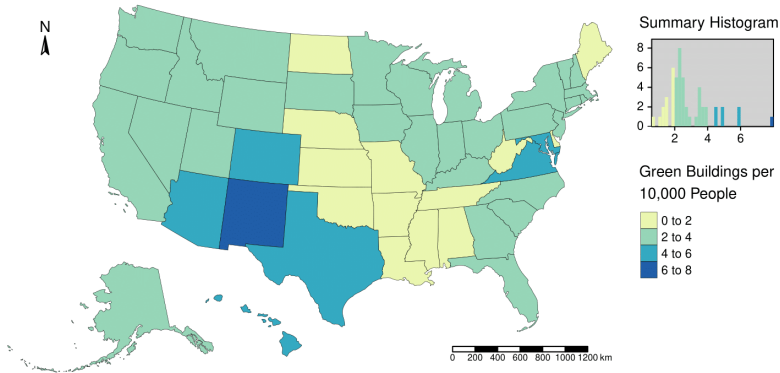 N
Summary Histogram
8
6
4
2
0
2 4 6
Green Buildings per
10,000 People
0 to 2
2 to 4
4 to 6
6 to 8
0 200 400 600 800 1000 1200 km